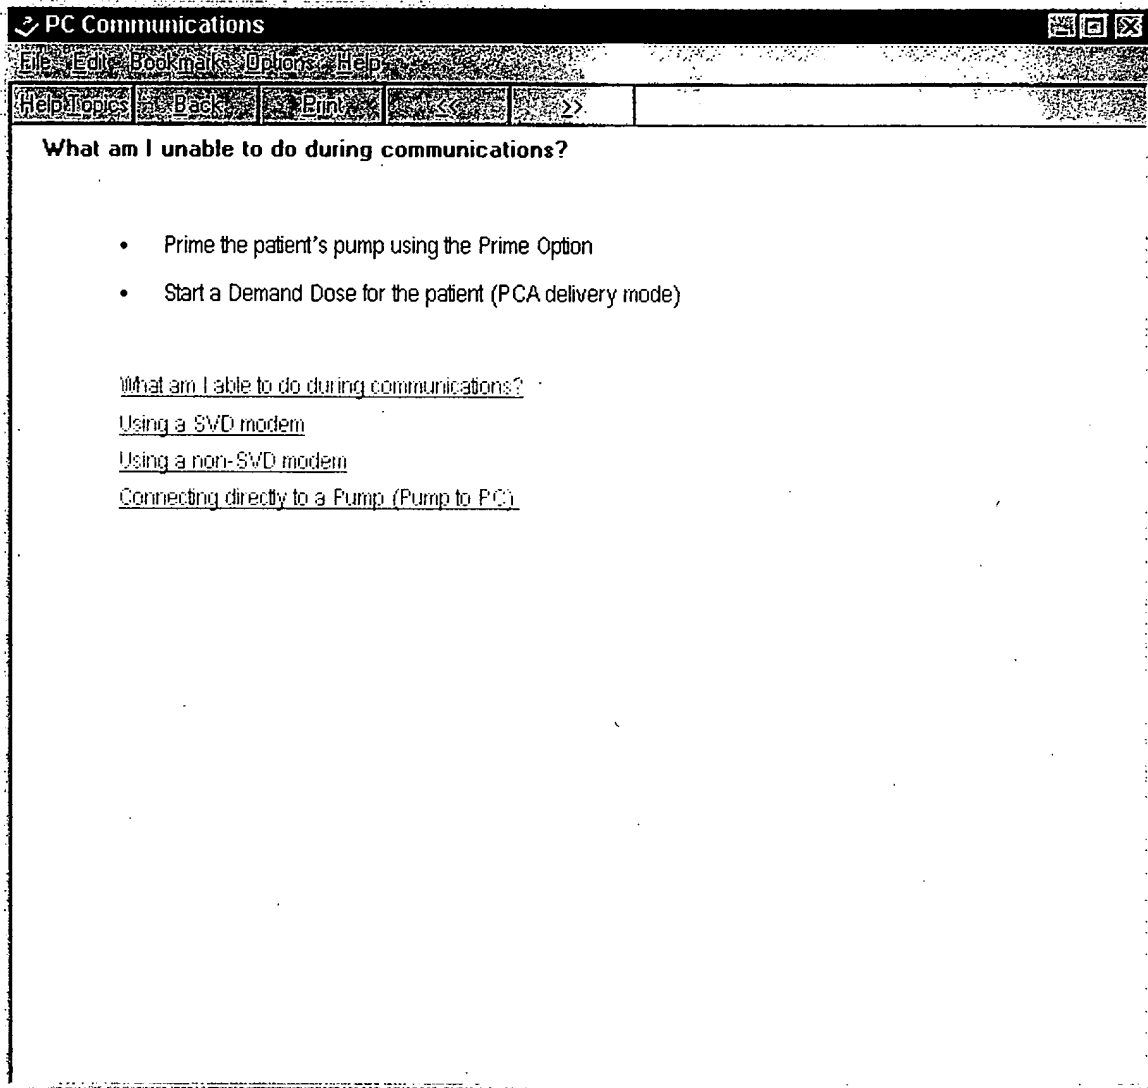 PC Communications
File Edit Bookmark Options Help
Help Topics Back Print << >>
What am I unable to do during communications?
• Prime the patient's pump using the Prime Option
• Start a Demand Dose for the patient (PCA delivery mode)
What am I able to do during communications?
Using a SVD modem
Using a non-SVD modem
Connecting directly to a Pump (Pump to PC)